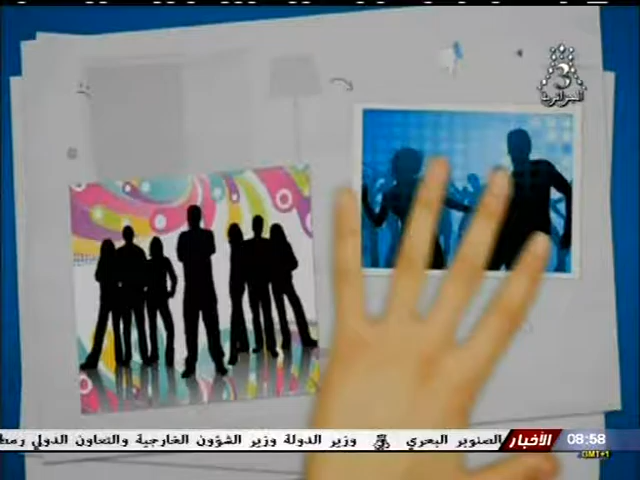 3
الجزائرية
الأخبار
الصنوبر البحري وزير الدولة وزير الشؤون الخارجية والتعاون الدولي
08:58
GMT+1